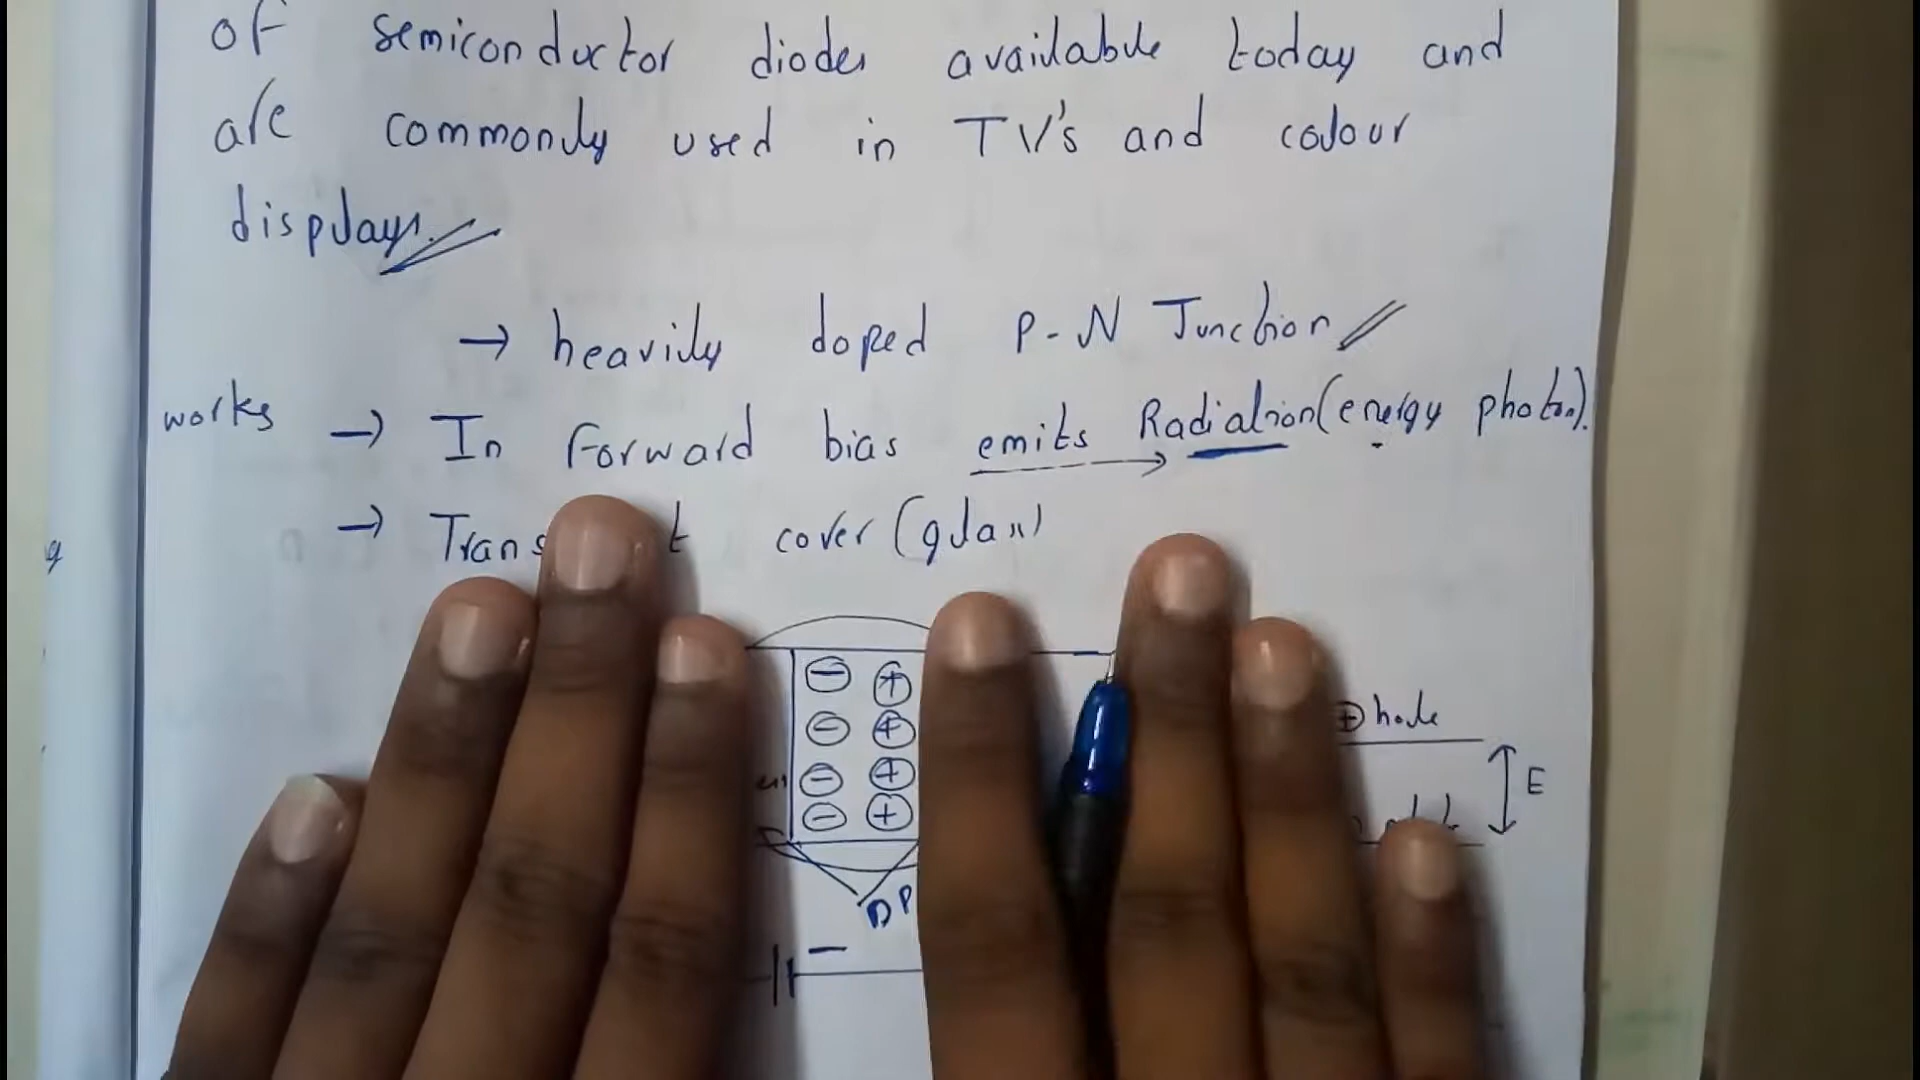 of semiconductor diodes available today and
are commonly used in TV's and colour
displays.
→ heavily doped P-N Junction
works → In Forward bias emits Radiation (energy photon).
→ cover (glass)
⊕ hole
E
DP